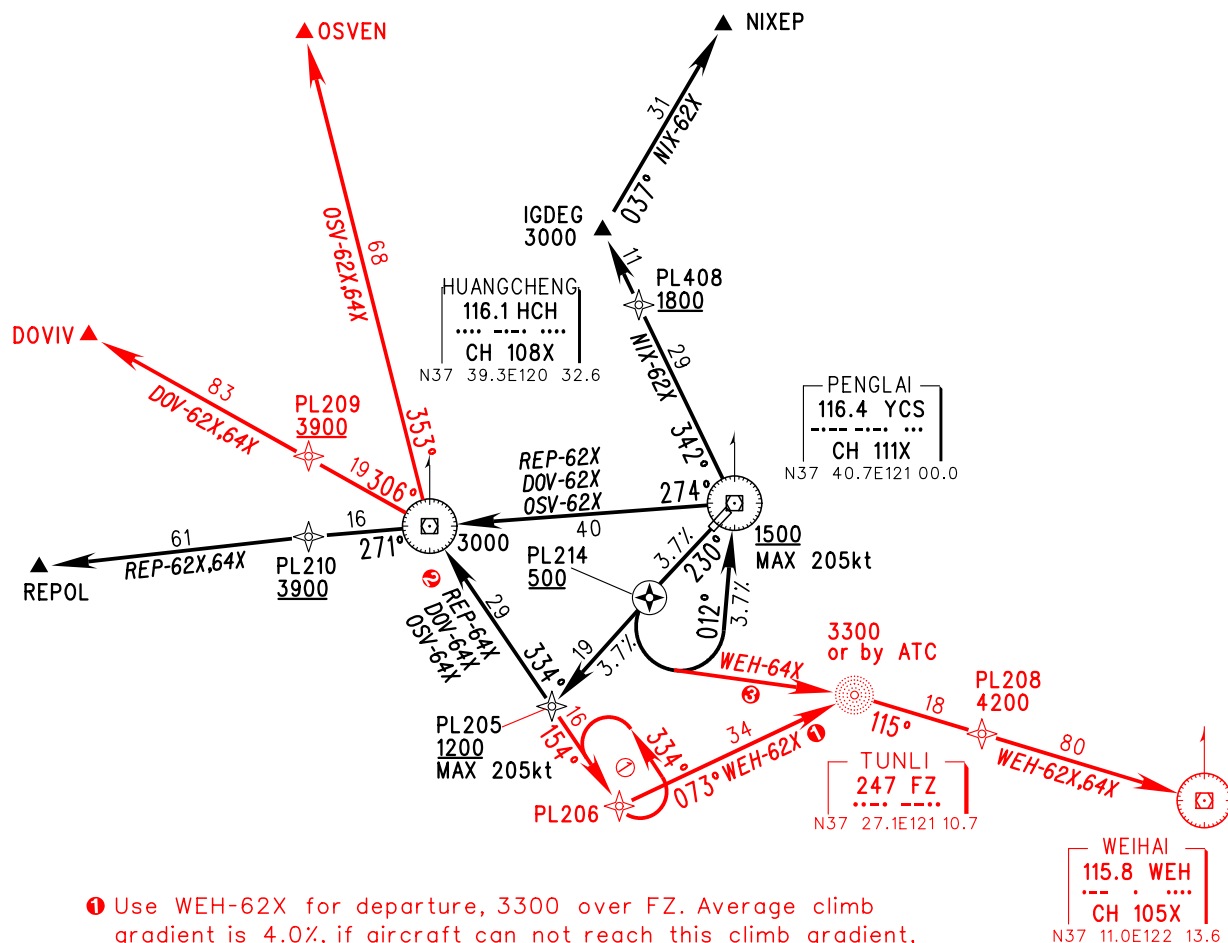 OSVEN
NIXEP
31
NIX-62X
037°
IGDEG
3000
11
PL408
1800
68
OSV-62X,64X
HUANGCHENG
116.1 HCH
.... -.-. ....
CH 108X
N37 39.3E120 32.6
29
NIX-62X
DOVIV
83
DOV-62X,64X
PL209
3900
PENGLAI
116.4 YCS
-.-- -.-. ...
CH 111X
N37 40.7E121 00.0
353°
342°
19
306°
REP-62X
DOV-62X
OSV-62X
274°
40
61
REP-62X,64X
16
271°
3000
REPOL
PL210
3900
1500
MAX 205kt
PL214
500
3.7%
230°
012°
3.7%
❷
29
REP-64X
DOV-64X
OSV-64X
334°
19
3.7%
WEH-64X
❸
3300
or by ATC
PL208
4200
18
115°
80
WEH-62X,64X
PL205
1200
MAX 205kt
16
154°
334°
①
34
073° WEH-62X ❶
PL206
TUNLI
247 FZ
..-. --..
N37 27.1E121 10.7
WEIHAI
115.8 WEH
.-- . ....
CH 105X
N37 11.0E122 13.6
❶ Use WEH-62X for departure, 3300 over FZ. Average climb
gradient is 4.0%, if aircraft can not reach this climb gradient,